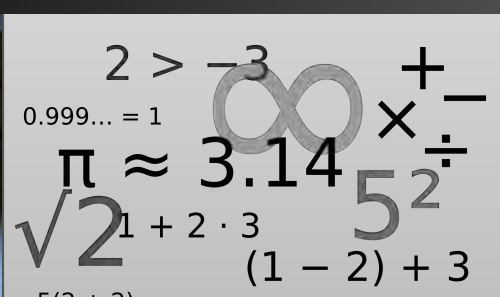 2 > −3
+ −
0.999... = 1
∞
× ÷
π ≈ 3.14
√2
1 + 2 · 3
5²
(1 − 2) + 3